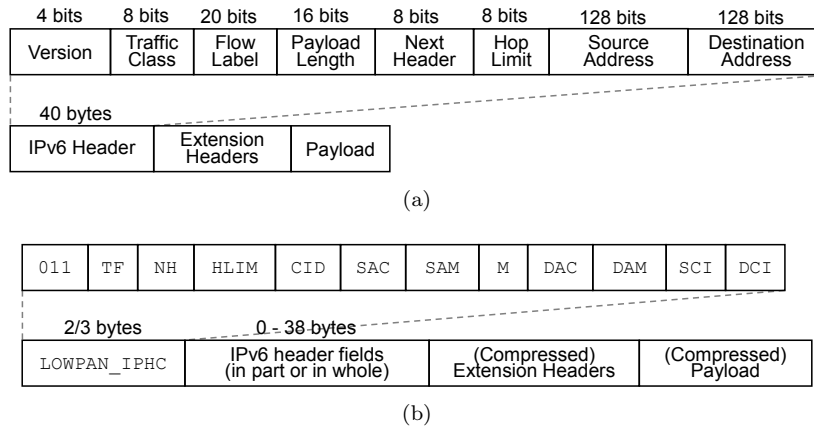 4 bits 8 bits 20 bits 16 bits 8 bits 8 bits 128 bits 128 bits
Version Traffic Class Flow Label Payload Length Next Header Hop Limit Source Address Destination Address
40 bytes
IPv6 Header Extension Headers Payload
(a)
011 TF NH HLIM CID SAC SAM M DAC DAM SCI DCI
2/3 bytes 0 - 38 bytes
LOWPAN_IPHC IPv6 header fields (in part or in whole) (Compressed) Extension Headers (Compressed) Payload
(b)